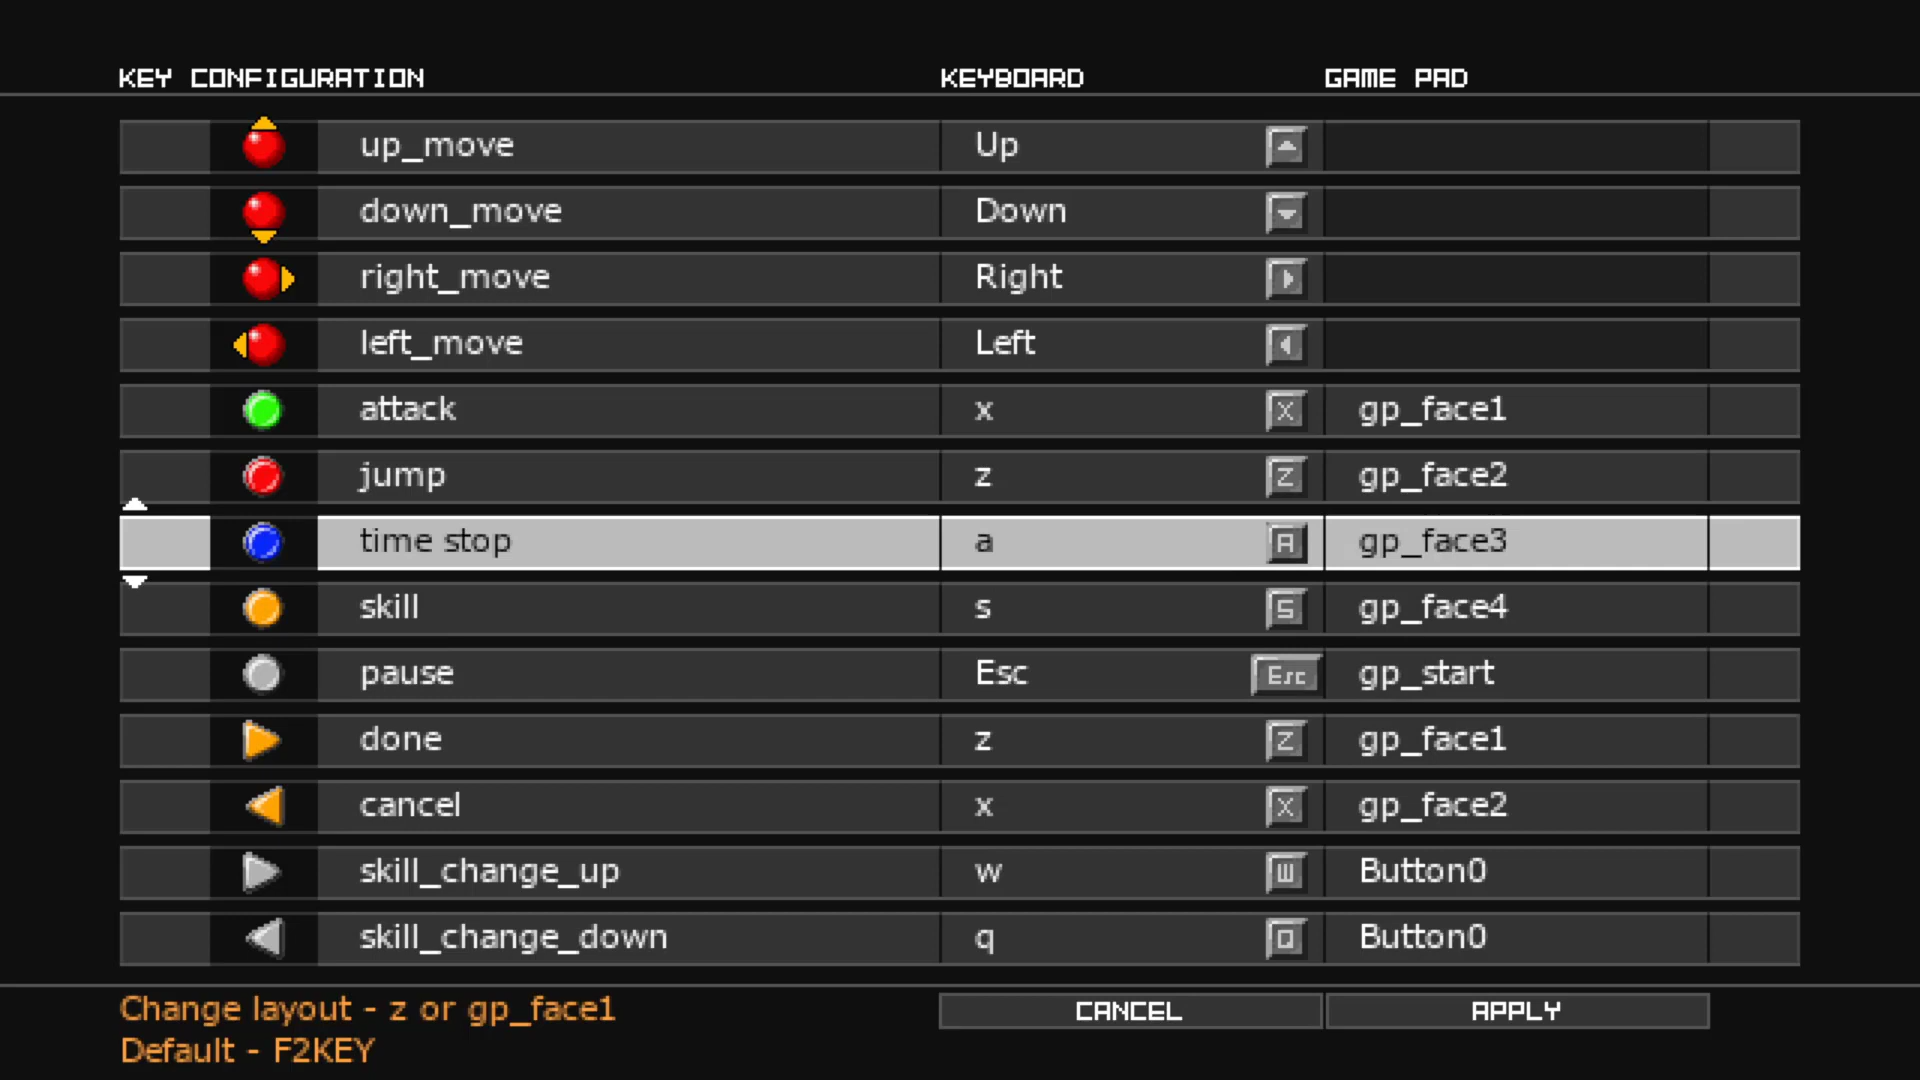 KEY CONFIGURATION KEYBOARD GAME PAD
up_move Up
down_move Down
right_move Right
left_move Left
attack x X gp_face1
jump z Z gp_face2
time stop a A gp_face3
skill s S gp_face4
pause Esc Esc gp_start
done z Z gp_face1
cancel x X gp_face2
skill_change_up w W Button0
skill_change_down q Q Button0
Change layout - z or gp_face1 CANCEL APPLY
Default - F2KEY